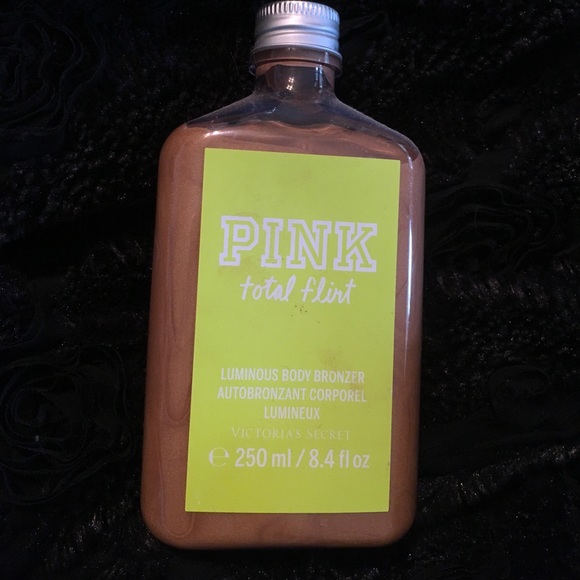 PINK
total flirt
LUMINOUS BODY BRONZER
AUTOBRONZANT CORPOREL
LUMINEUX
VICTORIA'S SECRET
℮ 250 ml / 8.4 fl oz